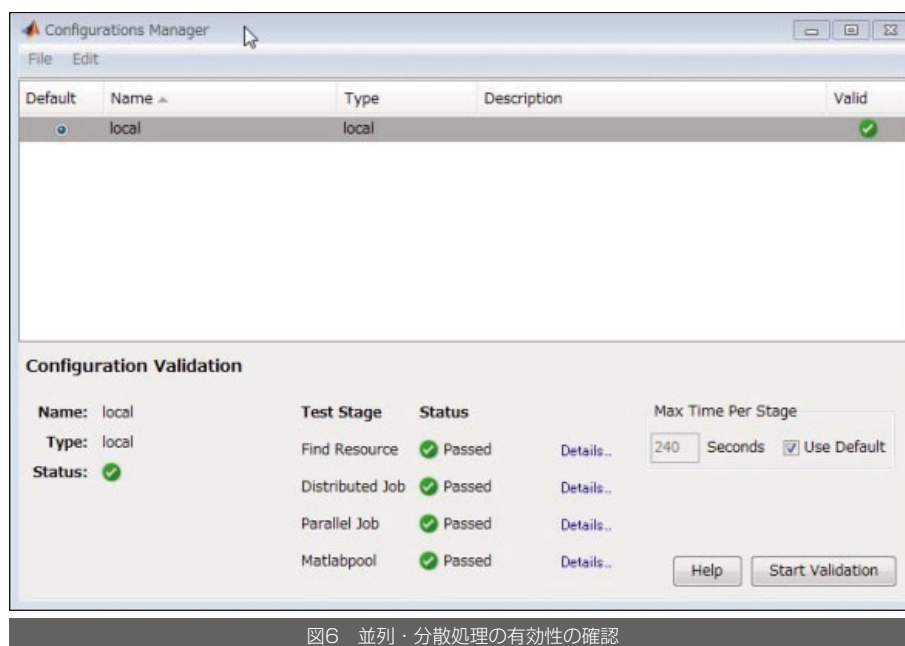 Configurations Manager
File Edit
Default Name Type Description Valid
local local
Configuration Validation
Name: local
Type: local
Status:
Test Stage Status
Find Resource Passed Details..
Distributed Job Passed Details..
Parallel Job Passed Details..
Matlabpool Passed Details..
Max Time Per Stage
240 Seconds Use Default
Help Start Validation
図6 並列・分散処理の有効性の確認